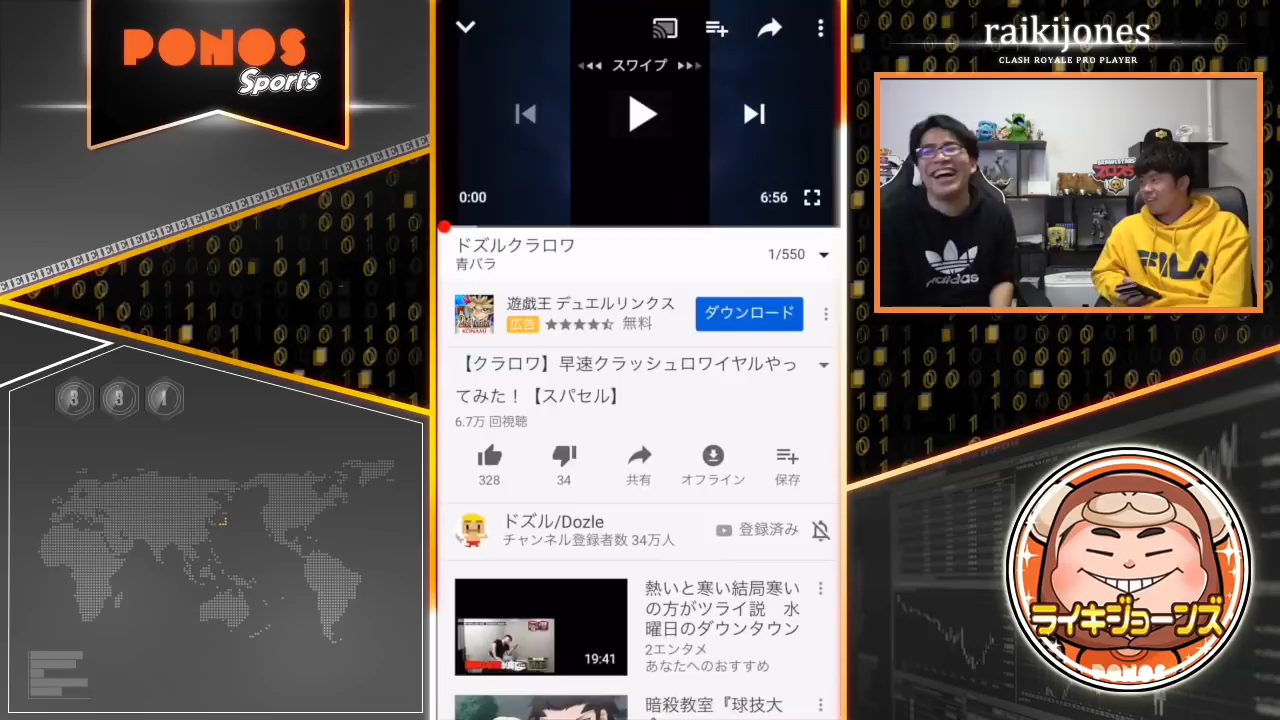 PONOS
Sports
スワイプ
0:00
6:56
ドズルクラロワ
青バラ
1/550
遊戯王 デュエルリンクス
広告
無料
ダウンロード
KONAMI
【クラロワ】早速クラッシュロワイヤルやっ
てみた！【スパセル】
6.7万 回視聴
328
34
共有
オフライン
保存
ドズル/Dozle
チャンネル登録者数 34万人
登録済み
熱いと寒い結局寒い
の方がツライ説 水
曜日のダウンタウン
2エンタメ
あなたへのおすすめ
19:41
暗殺教室『球技大
raikijones
CLASH ROYALE PRO PLAYER
adidas
FILA
ライキジョーンズ
PONOS
3 3 1